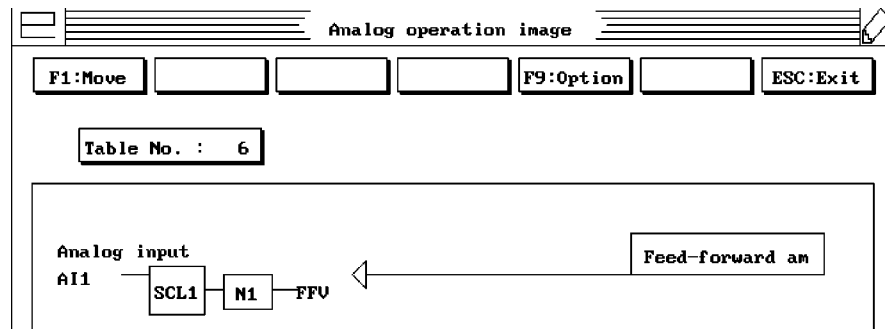 Analog operation image
F1:Move F9:Option ESC:Exit
Table No. : 6
Analog input
Feed-forward am
AI1 SCL1 N1 FFV